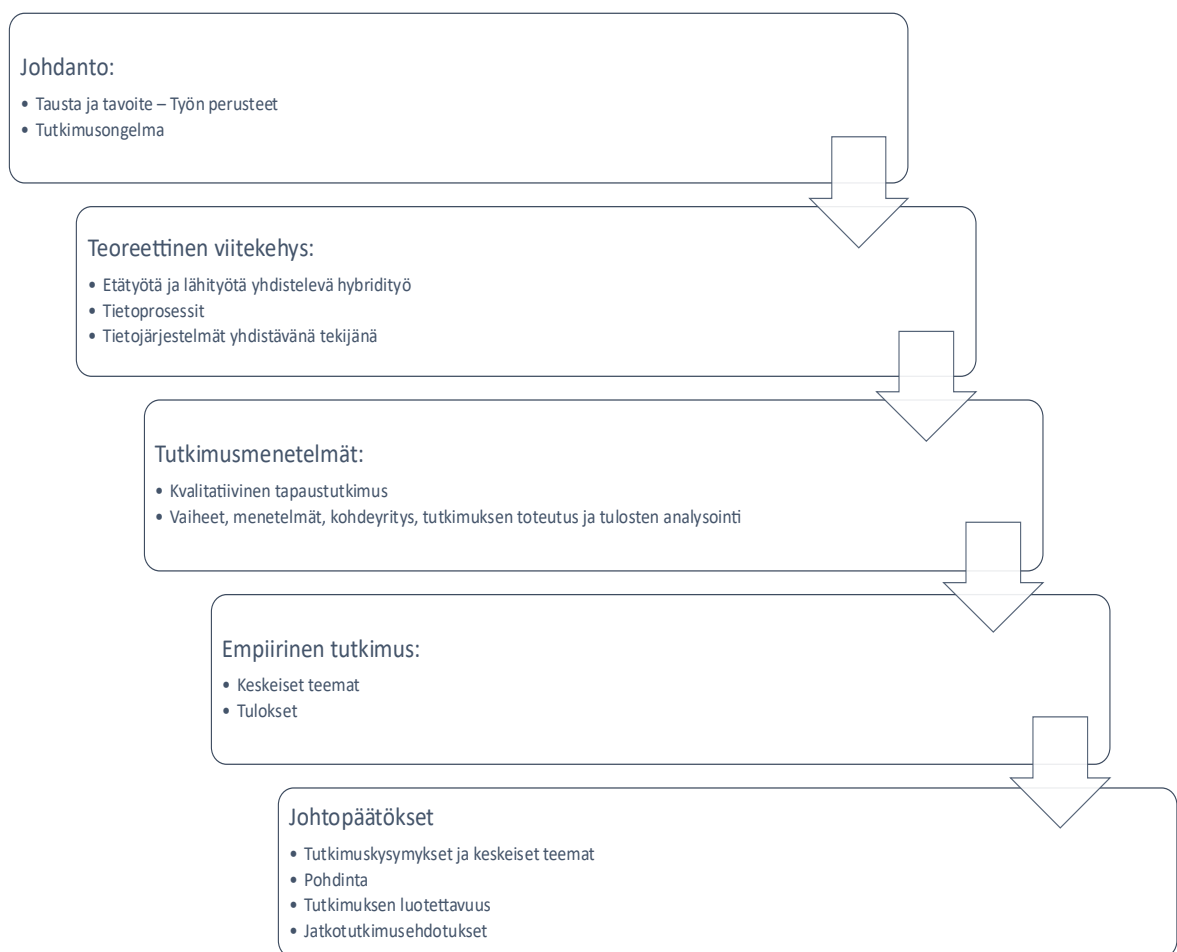 Johdanto:
• Tausta ja tavoite – Työn perusteet
• Tutkimusongelma
Teoreettinen viitekehys:
• Etätyötä ja lähityötä yhdistelevä hybridityö
• Tietoprosessit
• Tietojärjestelmät yhdistävänä tekijänä
Tutkimusmenetelmät:
• Kvalitatiivinen tapaustutkimus
• Vaiheet, menetelmät, kohdeyritys, tutkimuksen toteutus ja tulosten analysointi
Empiirinen tutkimus:
• Keskeiset teemat
• Tulokset
Johtopäätökset
• Tutkimuskysymykset ja keskeiset teemat
• Pohdinta
• Tutkimuksen luotettavuus
• Jatkotutkimusehdotukset